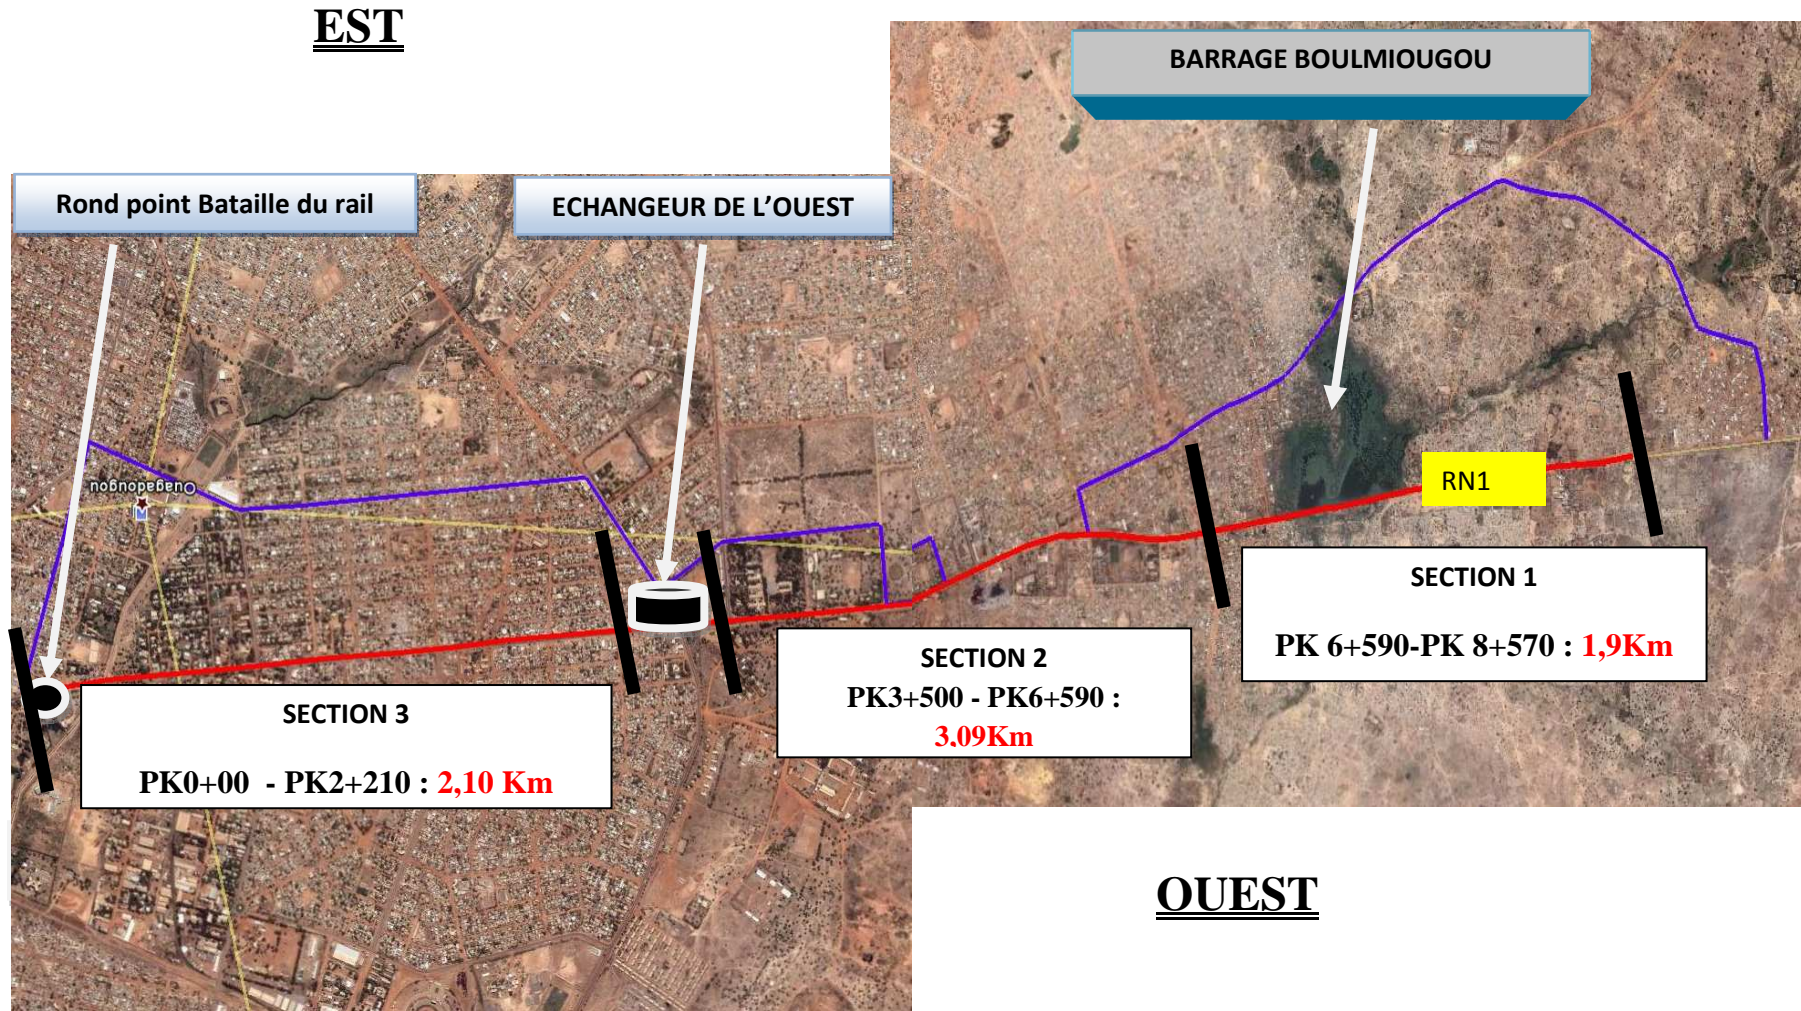 EST
BARRAGE BOULMIOUGOU
Rond point Bataille du rail
ECHANGEUR DE L’OUEST
Ouagadougou
RN1
SECTION 1
PK 6+590-PK 8+570 : 1,9Km
SECTION 2
PK3+500 - PK6+590 :
3,09Km
SECTION 3
PK0+00 - PK2+210 : 2,10 Km
OUEST